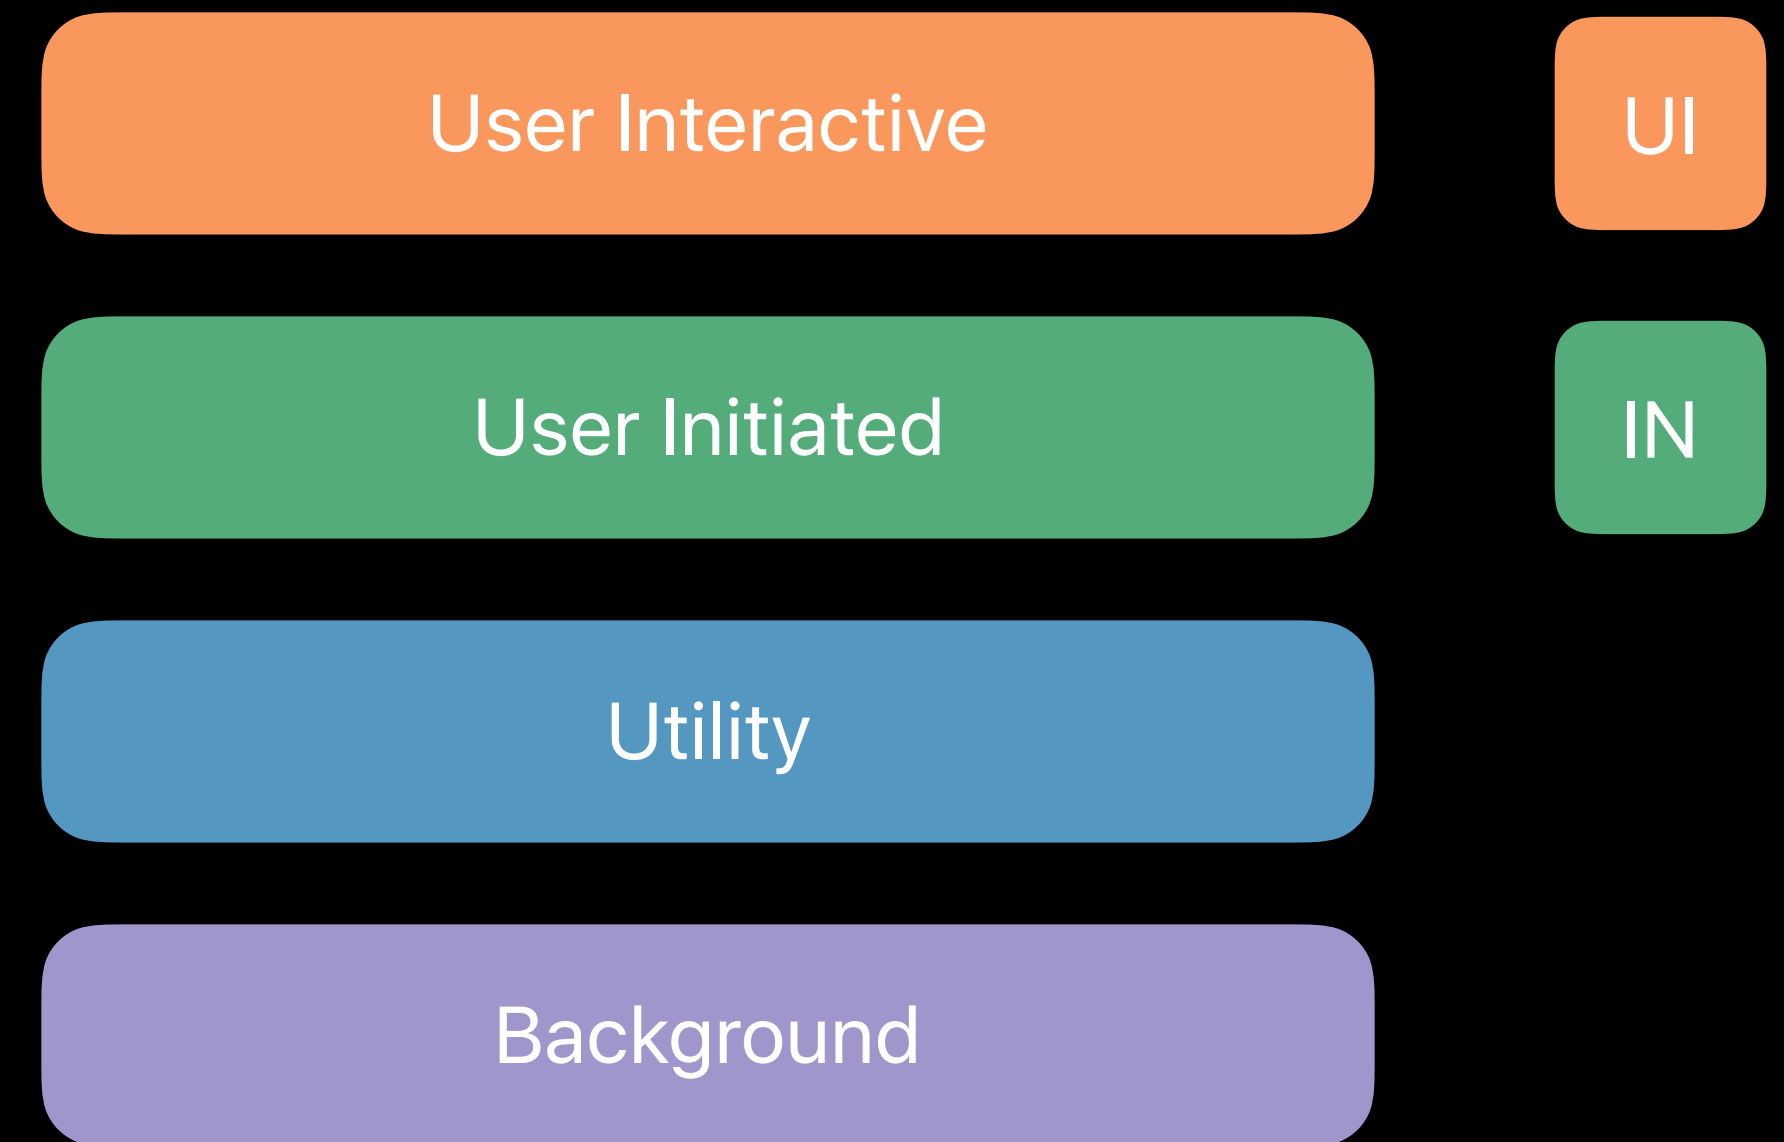 User Interactive
UI
User Initiated
IN
Utility
Background